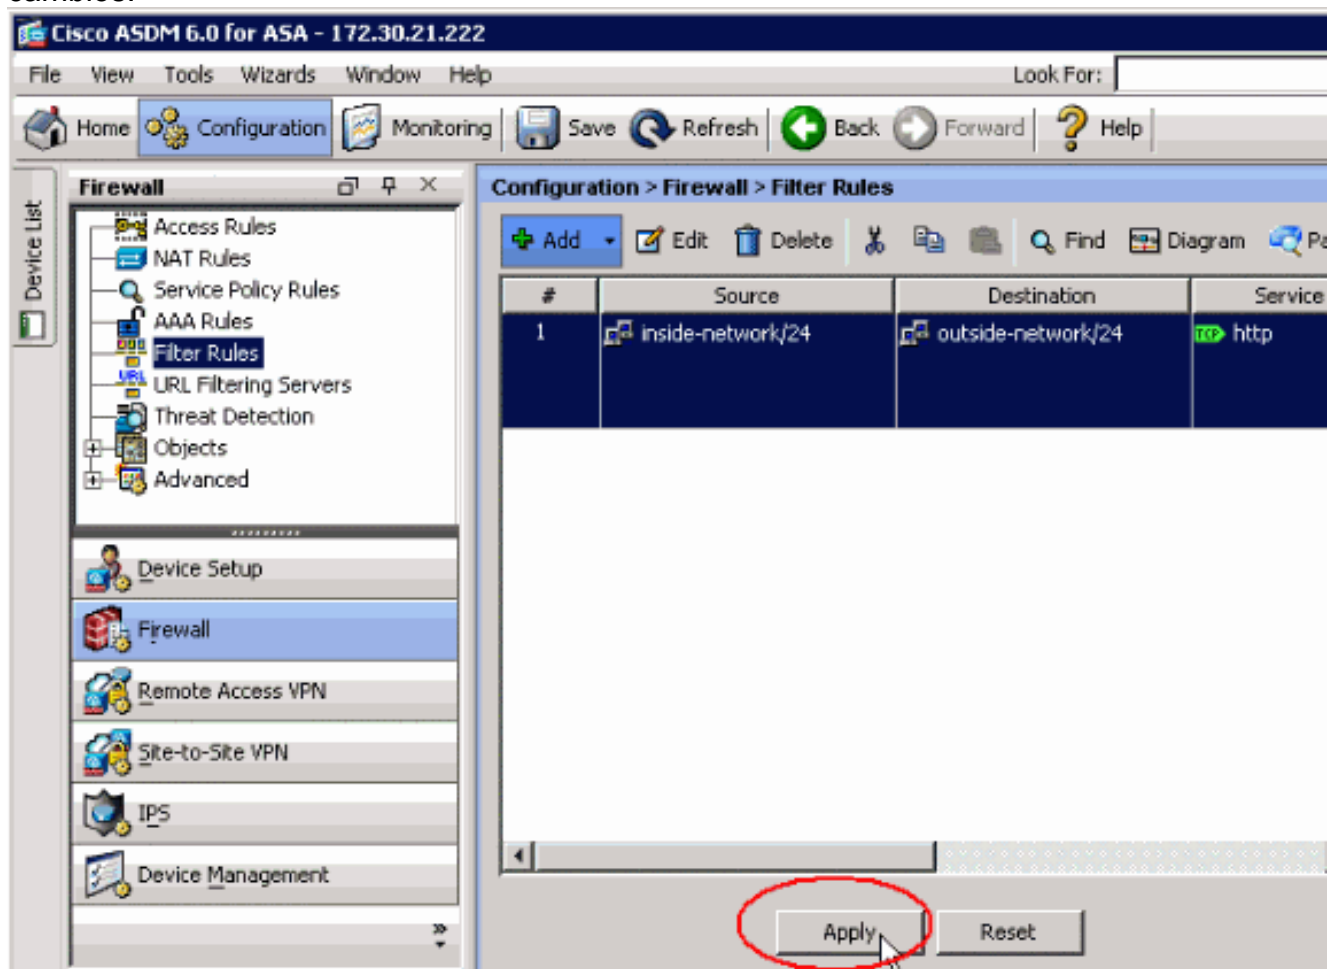 Cisco ASDM 6.0 for ASA - 172.30.21.222
File View Tools Wizards Window Help Look For:
Home Configuration Monitoring Save Refresh Back Forward Help
Device List
Firewall
Access Rules
NAT Rules
Service Policy Rules
AAA Rules
Filter Rules
URL Filtering Servers
Threat Detection
Objects
Advanced
Device Setup
Firewall
Remote Access VPN
Site-to-Site VPN
IPS
Device Management
Configuration > Firewall > Filter Rules
Add Edit Delete Find Diagram Pa
# Source Destination Service
1 inside-network/24 outside-network/24 TCP http
Apply Reset